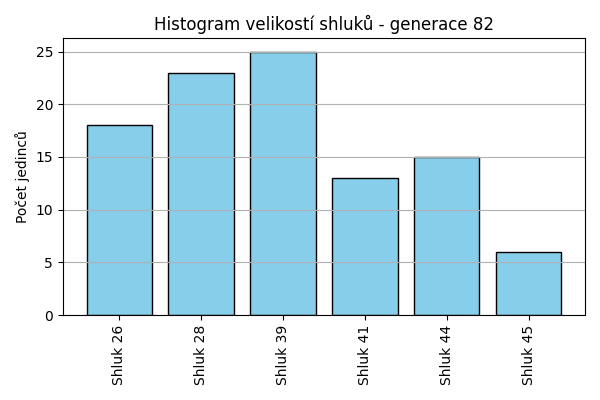 Histogram velikostí shluků - generace 82
Počet jedinců
25
20
15
10
5
0
Shluk 26
Shluk 28
Shluk 39
Shluk 41
Shluk 44
Shluk 45